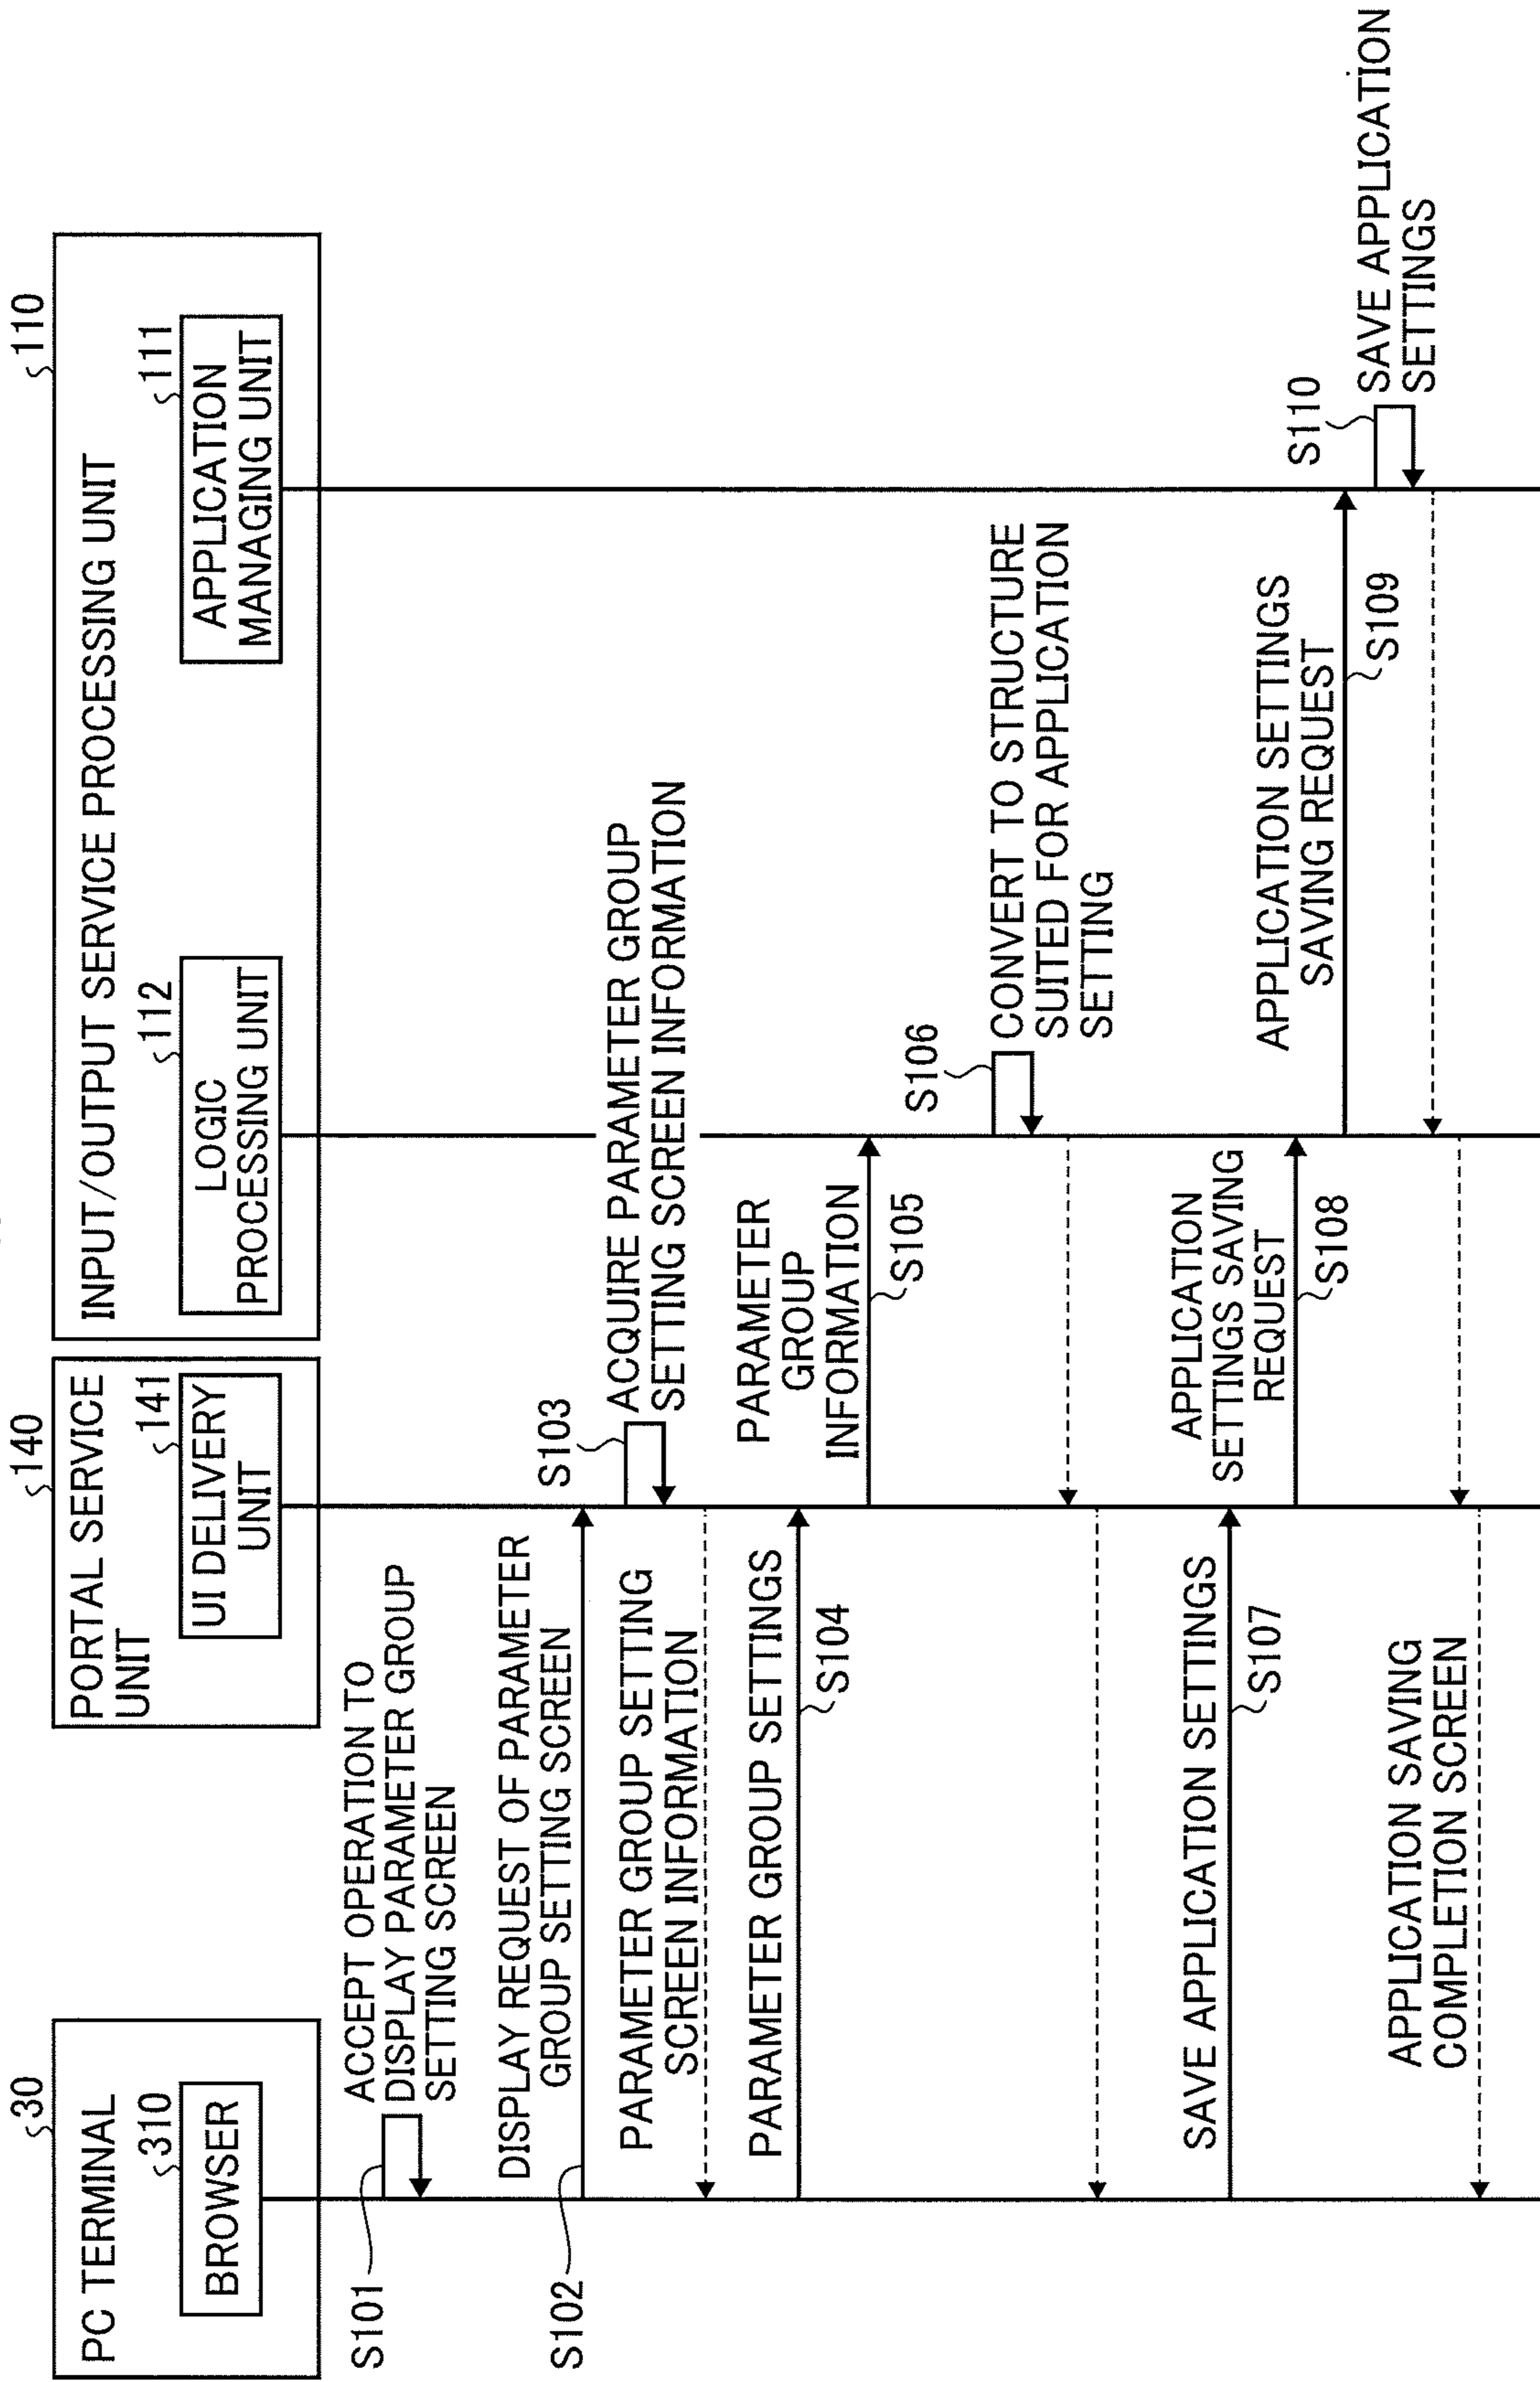 30
PC TERMINAL
310
BROWSER
140
PORTAL SERVICE
UNIT
141
UI DELIVERY
UNIT
110
INPUT/OUTPUT SERVICE PROCESSING UNIT
112
LOGIC
PROCESSING UNIT
111
APPLICATION
MANAGING UNIT
S101
ACCEPT OPERATION TO
DISPLAY PARAMETER GROUP
SETTING SCREEN
S102
DISPLAY REQUEST OF PARAMETER
GROUP SETTING SCREEN
S103
ACQUIRE PARAMETER GROUP
SETTING SCREEN INFORMATION
PARAMETER GROUP SETTING
SCREEN INFORMATION
PARAMETER GROUP SETTINGS
S104
PARAMETER
GROUP
INFORMATION
S105
S106
CONVERT TO STRUCTURE
SUITED FOR APPLICATION
SETTING
SAVE APPLICATION SETTINGS
S107
APPLICATION
SETTINGS SAVING
REQUEST
S108
APPLICATION SETTINGS
SAVING REQUEST
S109
S110
SAVE APPLICATION
SETTINGS
APPLICATION SAVING
COMPLETION SCREEN